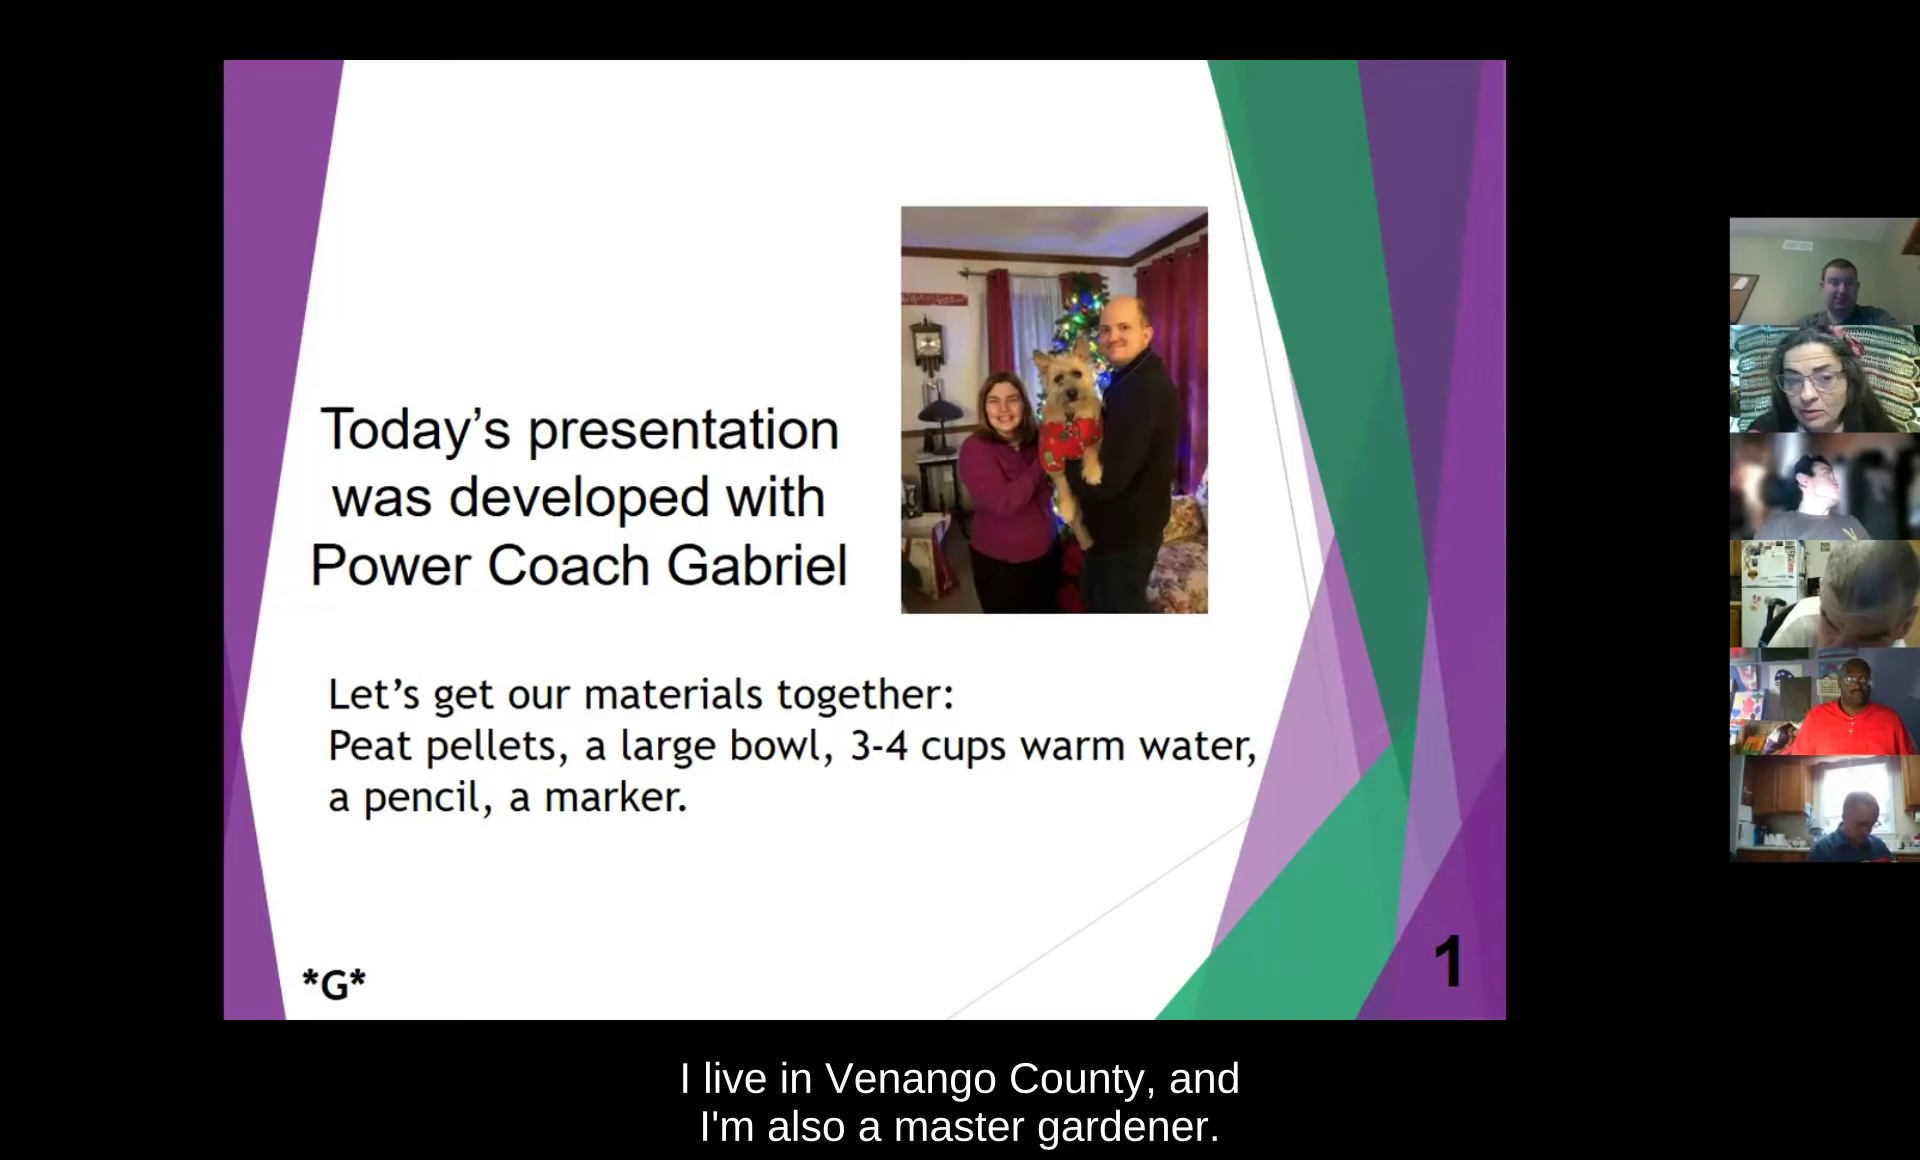 Today’s presentation
was developed with
Power Coach Gabriel
Let’s get our materials together:
Peat pellets, a large bowl, 3-4 cups warm water,
a pencil, a marker.
*G*
1
I live in Venango County, and
I'm also a master gardener.